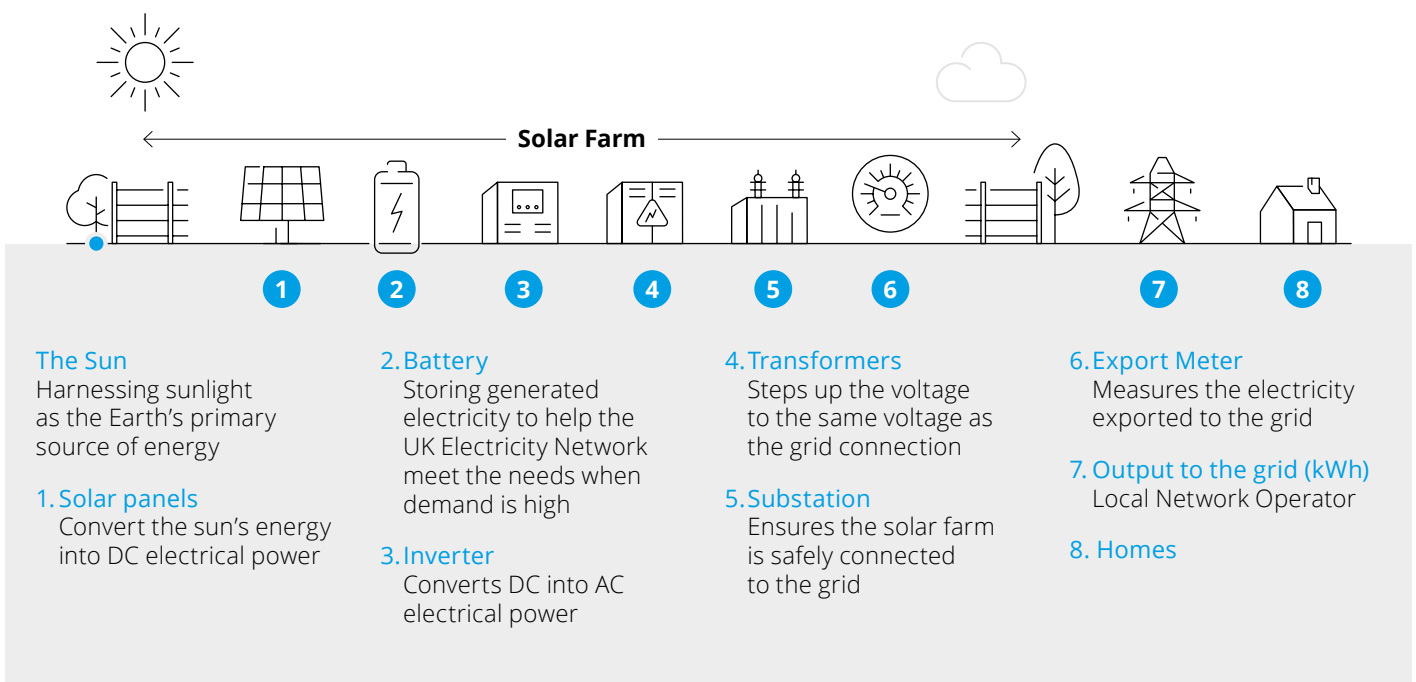 Solar Farm
1
2
3
4
5
6
7
8
The Sun
Harnessing sunlight
as the Earth’s primary
source of energy
1. Solar panels
Convert the sun’s energy
into DC electrical power
2. Battery
Storing generated
electricity to help the
UK Electricity Network
meet the needs when
demand is high
3. Inverter
Converts DC into AC
electrical power
4. Transformers
Steps up the voltage
to the same voltage as
the grid connection
5. Substation
Ensures the solar farm
is safely connected
to the grid
6. Export Meter
Measures the electricity
exported to the grid
7. Output to the grid (kWh)
Local Network Operator
8. Homes